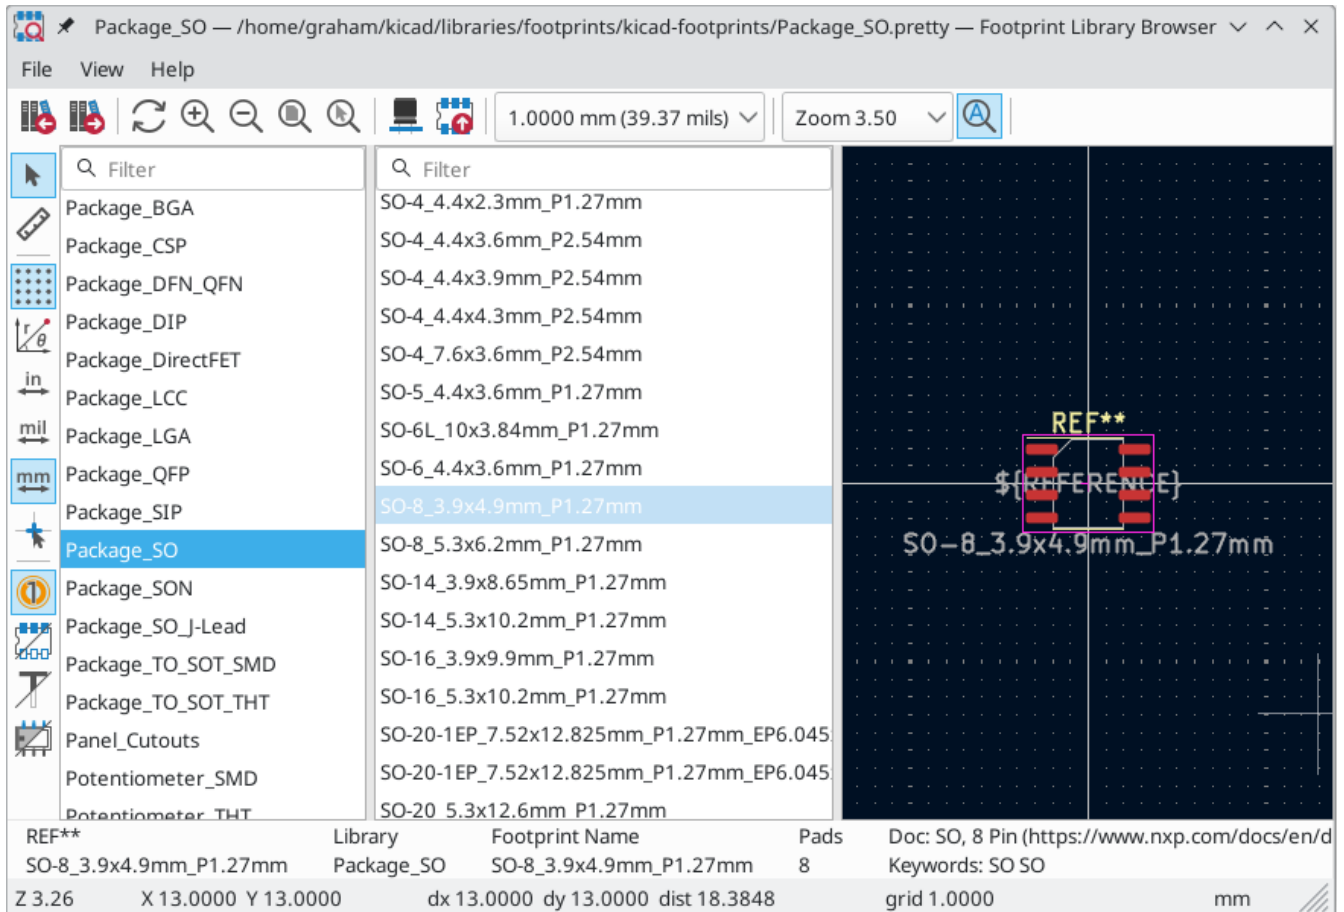 Package_SO — /home/graham/kicad/libraries/footprints/kicad-footprints/Package_SO.pretty — Footprint Library Browser
File View Help
1.0000 mm (39.37 mils) Zoom 3.50 A
Filter
Package_BGA
Package_CSP
Package_DFN_QFN
Package_DIP
Package_DirectFET
Package_LCC
Package_LGA
Package_QFP
Package_SIP
Package_SO
Package_SON
Package_SO_J-Lead
Package_TO_SOT_SMD
Package_TO_SOT_THT
Panel_Cutouts
Potentiometer_SMD
Potentiometer_THT
r θ
in
mil
mm
1
T
Filter
SO-4_4.4x2.3mm_P1.27mm
SO-4_4.4x3.6mm_P2.54mm
SO-4_4.4x3.9mm_P2.54mm
SO-4_4.4x4.3mm_P2.54mm
SO-4_7.6x3.6mm_P2.54mm
SO-5_4.4x3.6mm_P1.27mm
SO-6L_10x3.84mm_P1.27mm
SO-6_4.4x3.6mm_P1.27mm
SO-8_3.9x4.9mm_P1.27mm
SO-8_5.3x6.2mm_P1.27mm
SO-14_3.9x8.65mm_P1.27mm
SO-14_5.3x10.2mm_P1.27mm
SO-16_3.9x9.9mm_P1.27mm
SO-16_5.3x10.2mm_P1.27mm
SO-20-1EP_7.52x12.825mm_P1.27mm_EP6.045
SO-20-1EP_7.52x12.825mm_P1.27mm_EP6.045
SO-20_5.3x12.6mm_P1.27mm
REF**
${REFERENCE}
SO-8_3.9x4.9mm_P1.27mm
REF** Library Footprint Name Pads Doc: SO, 8 Pin (https://www.nxp.com/docs/en/d
SO-8_3.9x4.9mm_P1.27mm Package_SO SO-8_3.9x4.9mm_P1.27mm 8 Keywords: SO SO
Z 3.26 X 13.0000 Y 13.0000 dx 13.0000 dy 13.0000 dist 18.3848 grid 1.0000 mm